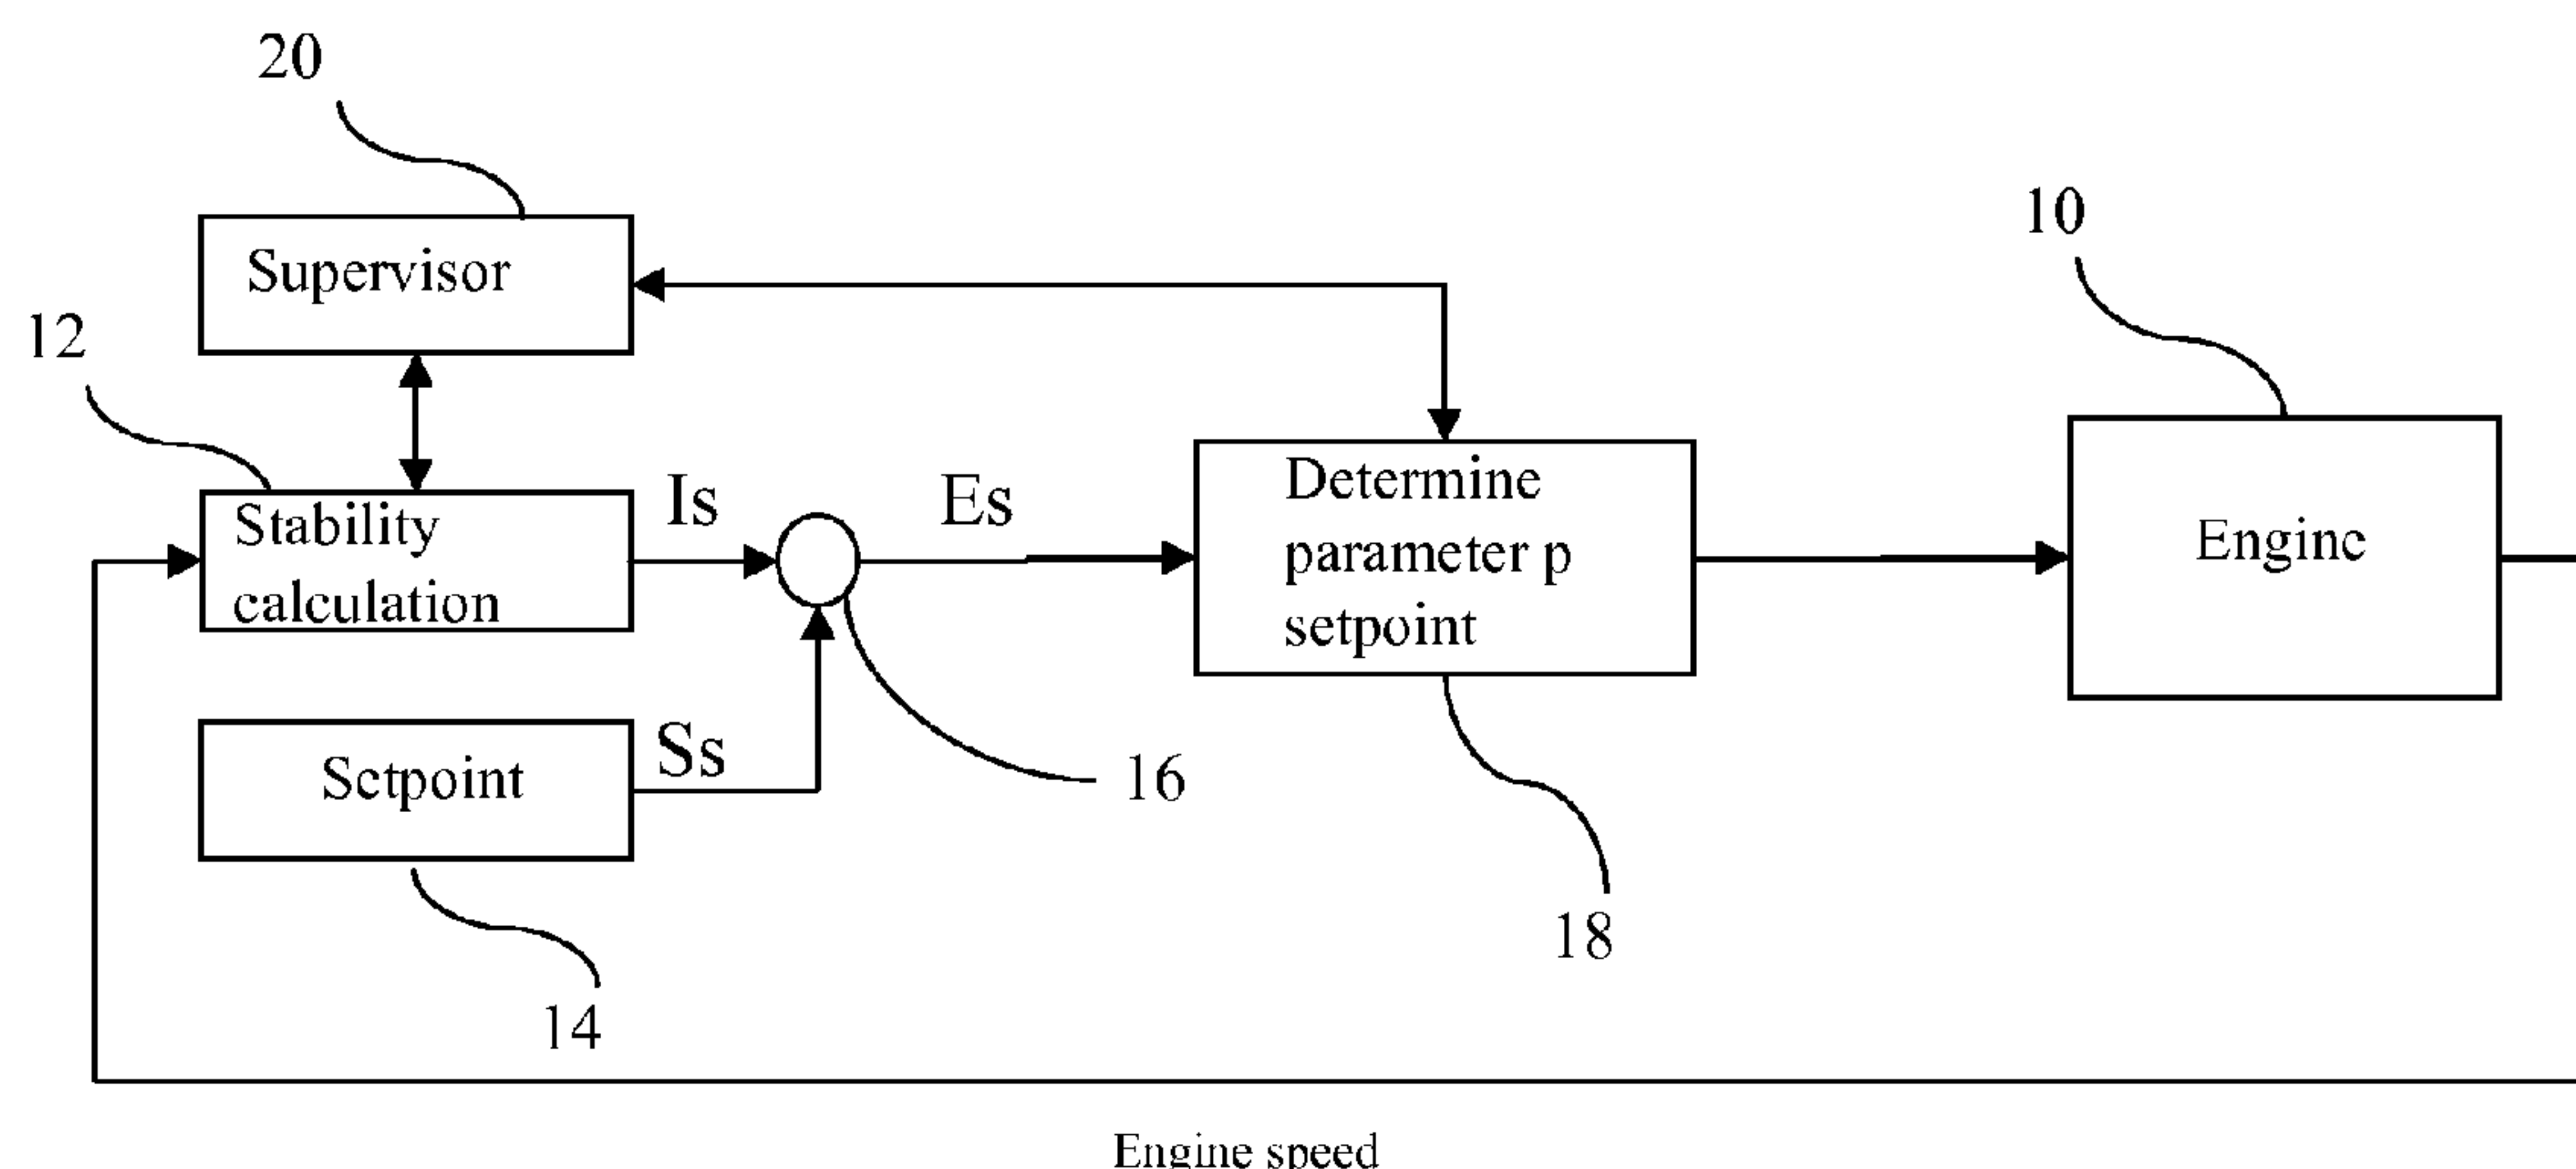 20
10
Supervisor
12
Is
Es
Determine
parameter p
setpoint
Stability
calculation
Engine
Ss
Setpoint
16
18
14
Engine speed